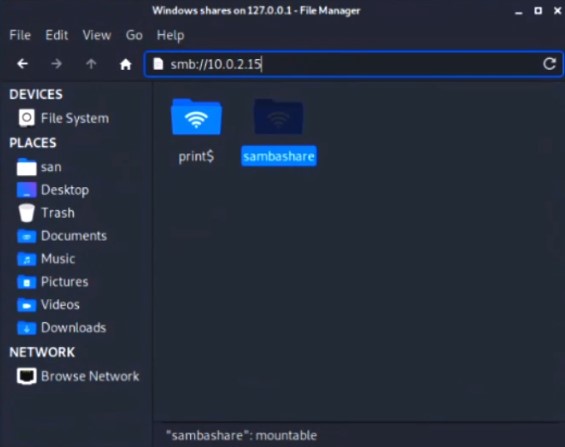 Windows shares on 127.0.0.1 - File Manager
File Edit View Go Help
smb://10.0.2.15
DEVICES
File System
PLACES
san
Desktop
Trash
Documents
Music
Pictures
Videos
Downloads
NETWORK
Browse Network
print$ sambashare
"sambashare": mountable